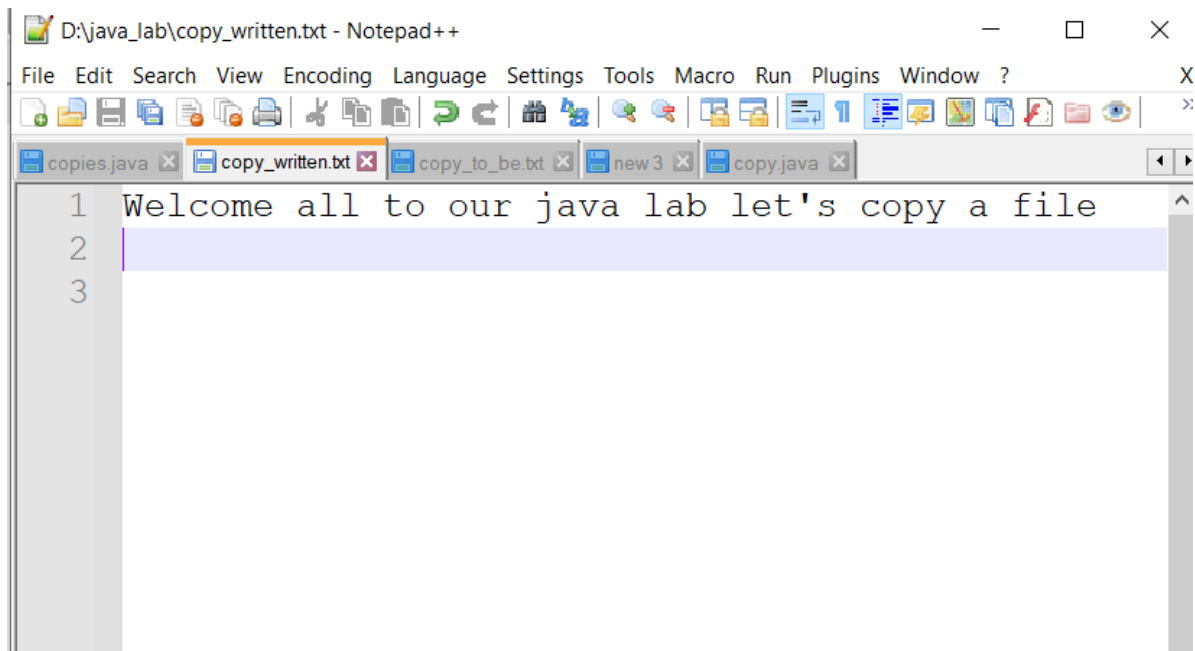 D:\java_lab\copy_written.txt - Notepad++
File Edit Search View Encoding Language Settings Tools Macro Run Plugins Window ? X
copies.java copy_written.txt copy_to_be.txt new 3 copy.java
1 Welcome all to our java lab let's copy a file
2
3